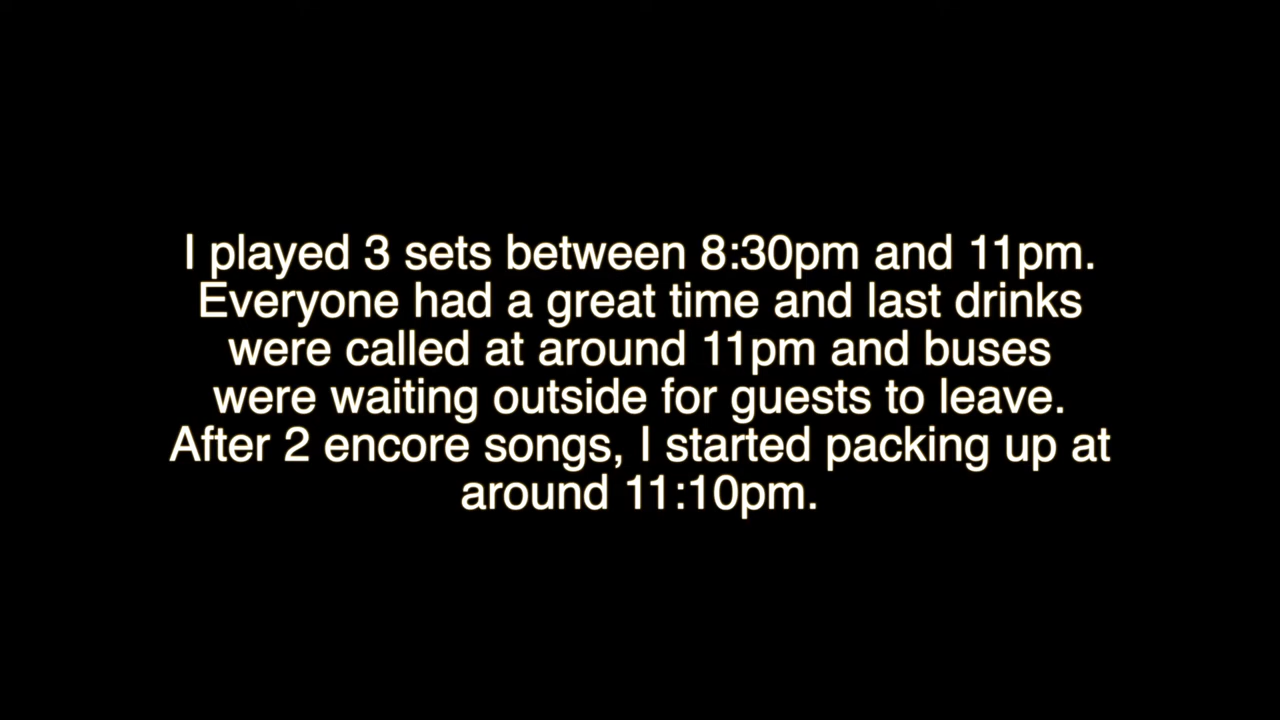 I played 3 sets between 8:30pm and 11pm.
Everyone had a great time and last drinks
were called at around 11pm and buses
were waiting outside for guests to leave.
After 2 encore songs, I started packing up at
around 11:10pm.